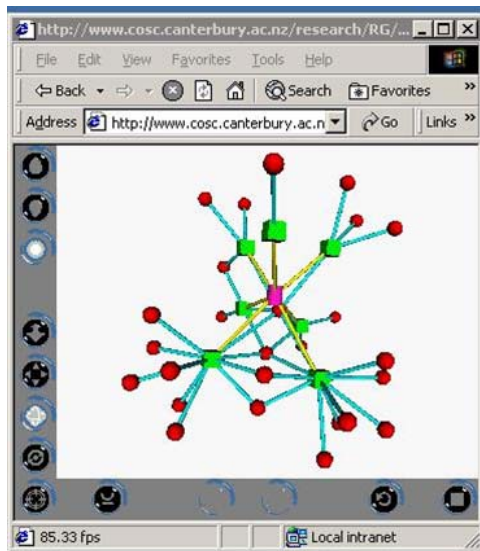 http://www.cosc.canterbury.ac.nz/research/RG/...
File Edit View Favorites Tools Help
Back Search Favorites »
Address http://www.cosc.canterbury.ac.n Go Links »
85.33 fps Local intranet